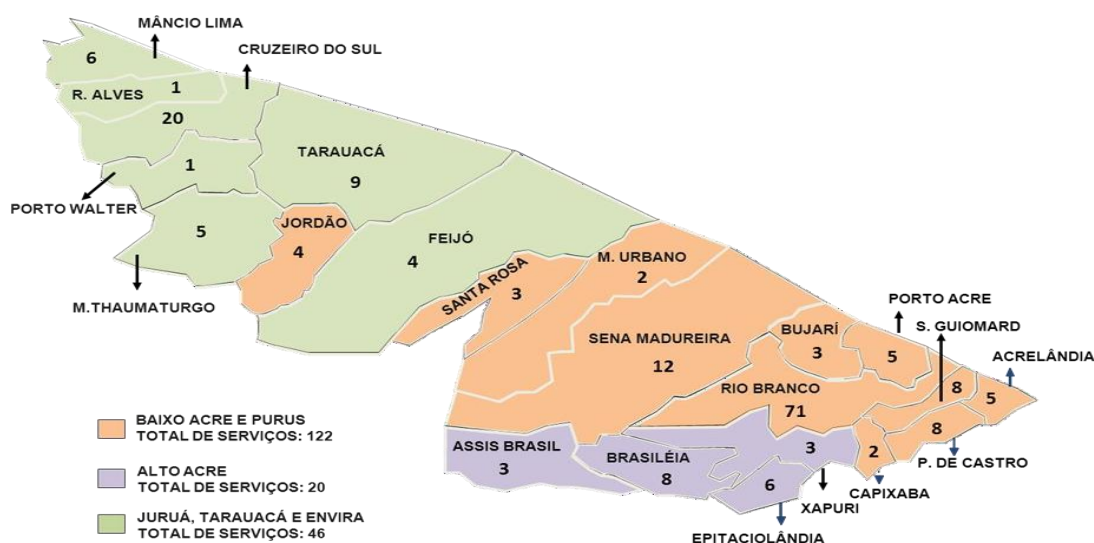 MÂNCIO LIMA
CRUZEIRO DO SUL
6
R. ALVES
1
20
1
TARAUACÁ
9
PORTO WALTER
5
JORDÃO
4
FEIJÓ
4
M.THAUMATURGO
SANTA ROSA
3
M. URBANO
2
SENA MADUREIRA
12
BUJARÍ
3
PORTO ACRE
5
S. GUIOMARD
ACRELÂNDIA
8
5
RIO BRANCO
71
8
2
P. DE CASTRO
CAPIXABA
ASSIS BRASIL
3
BRASILÉIA
8
3
6
XAPURI
EPITACIOLÂNDIA
BAIXO ACRE E PURUS
TOTAL DE SERVIÇOS: 122
ALTO ACRE
TOTAL DE SERVIÇOS: 20
JURUÁ, TARAUACÁ E ENVIRA
TOTAL DE SERVIÇOS: 46